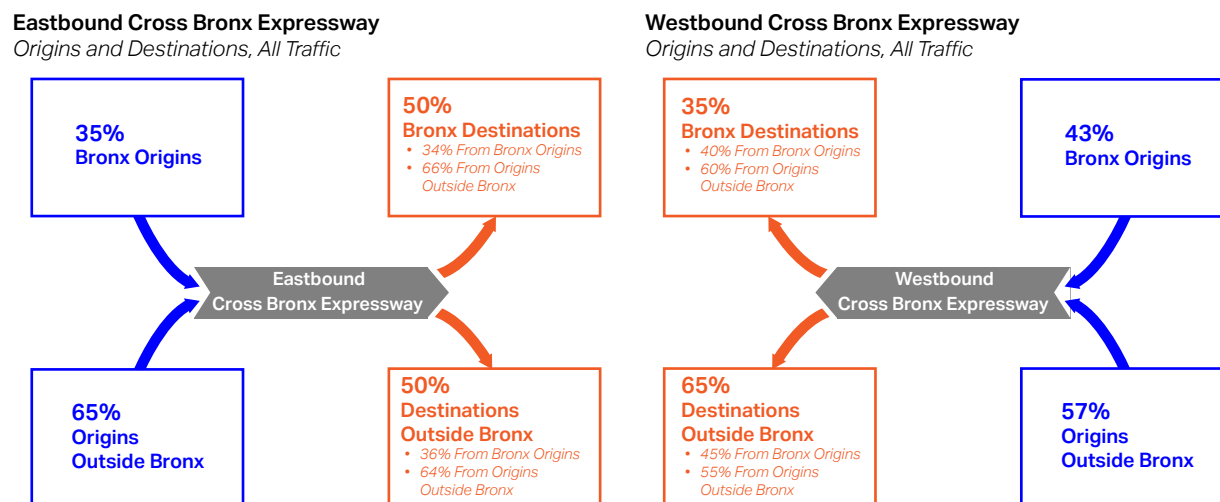 Eastbound Cross Bronx Expressway
Origins and Destinations, All Traffic
35%
Bronx Origins
50%
Bronx Destinations
• 34% From Bronx Origins
• 66% From Origins
Outside Bronx
Eastbound
Cross Bronx Expressway
65%
Origins
Outside Bronx
50%
Destinations
Outside Bronx
• 36% From Bronx Origins
• 64% From Origins
Outside Bronx
Westbound Cross Bronx Expressway
Origins and Destinations, All Traffic
35%
Bronx Destinations
• 40% From Bronx Origins
• 60% From Origins
Outside Bronx
43%
Bronx Origins
Westbound
Cross Bronx Expressway
65%
Destinations
Outside Bronx
• 45% From Bronx Origins
• 55% From Origins
Outside Bronx
57%
Origins
Outside Bronx